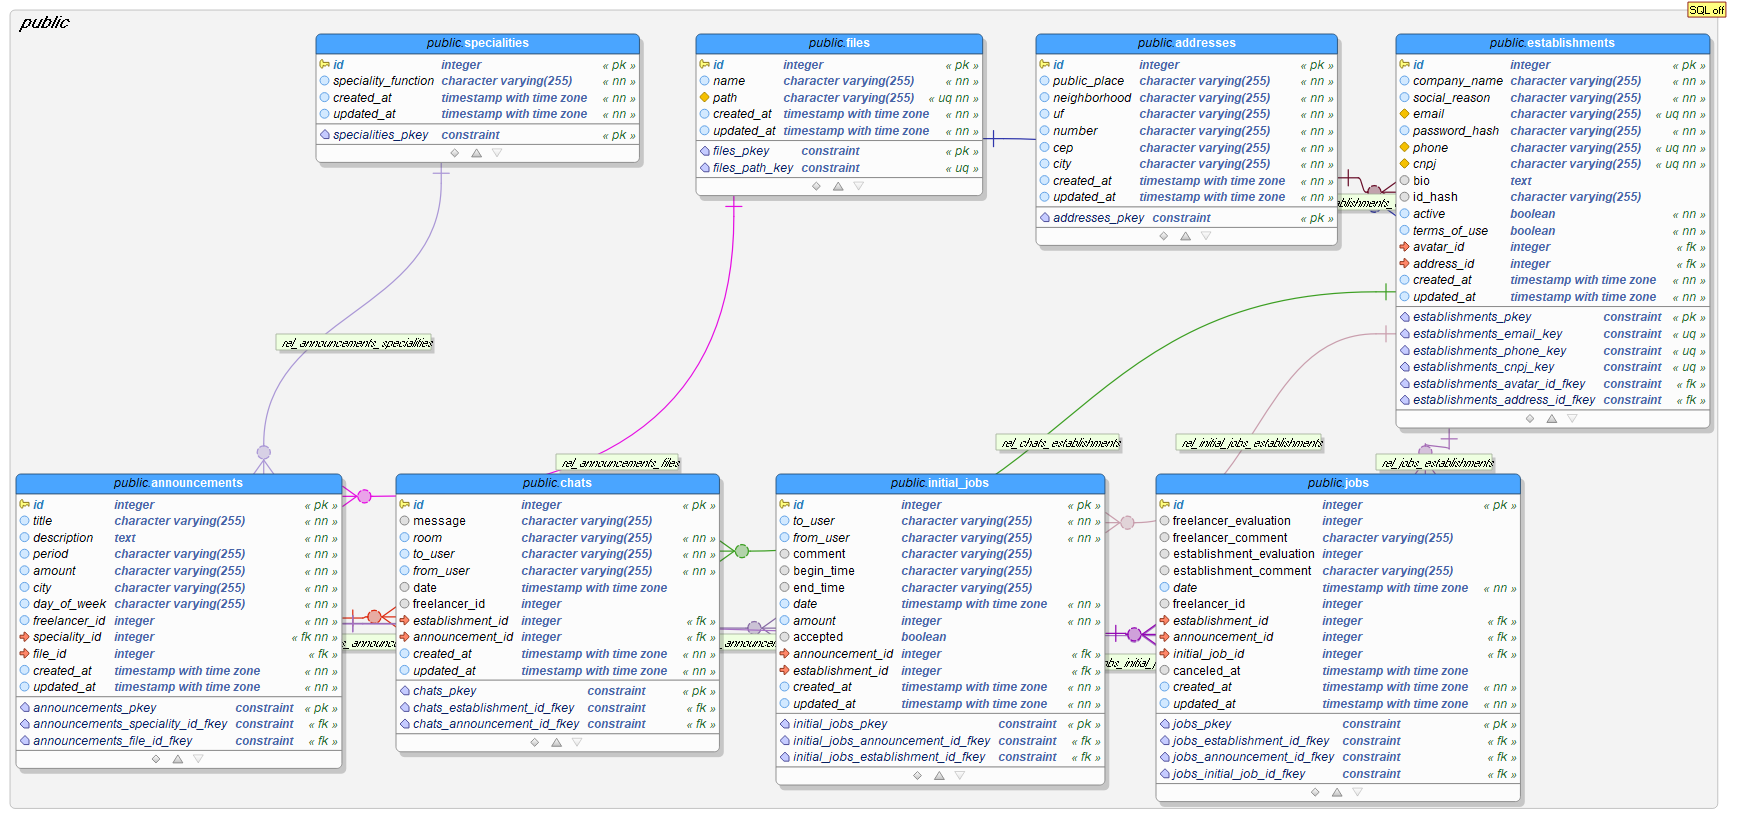 public
SQL off
public.specialities
id integer « pk »
speciality_function character varying(255) « nn »
created_at timestamp with time zone « nn »
updated_at timestamp with time zone « nn »
specialities_pkey constraint « pk »
public.files
id integer « pk »
name character varying(255) « nn »
path character varying(255) « uq nn »
created_at timestamp with time zone « nn »
updated_at timestamp with time zone « nn »
files_pkey constraint « pk »
files_path_key constraint « uq »
public.addresses
id integer « pk »
public_place character varying(255) « nn »
neighborhood character varying(255) « nn »
uf character varying(255) « nn »
number character varying(255) « nn »
cep character varying(255) « nn »
city character varying(255) « nn »
created_at timestamp with time zone « nn »
updated_at timestamp with time zone « nn »
addresses_pkey constraint « pk »
public.establishments
id integer « pk »
company_name character varying(255) « nn »
social_reason character varying(255) « nn »
email character varying(255) « uq nn »
password_hash character varying(255) « nn »
phone character varying(255) « uq nn »
cnpj character varying(255) « uq nn »
bio text
id_hash character varying(255)
active boolean « nn »
terms_of_use boolean « nn »
avatar_id integer « fk »
address_id integer « fk »
created_at timestamp with time zone « nn »
updated_at timestamp with time zone « nn »
establishments_pkey constraint « pk »
establishments_email_key constraint « uq »
establishments_phone_key constraint « uq »
establishments_cnpj_key constraint « uq »
establishments_avatar_id_fkey constraint « fk »
establishments_address_id_fkey constraint « fk »
rel_announcements_specialities
rel_announcements_files
rel_chats_establishments
rel_initial_jobs_establishments
rel_jobs_establishments
public.announcements
id integer « pk »
title character varying(255) « nn »
description text « nn »
period character varying(255) « nn »
amount character varying(255) « nn »
city character varying(255) « nn »
day_of_week character varying(255) « nn »
freelancer_id integer « nn »
speciality_id integer « fk nn »
file_id integer « fk »
created_at timestamp with time zone « nn »
updated_at timestamp with time zone « nn »
announcements_pkey constraint « pk »
announcements_speciality_id_fkey constraint « fk »
announcements_file_id_fkey constraint « fk »
public.chats
id integer « pk »
message character varying(255)
room character varying(255) « nn »
to_user character varying(255) « nn »
from_user character varying(255) « nn »
date timestamp with time zone
freelancer_id integer
establishment_id integer « fk »
announcement_id integer « fk »
created_at timestamp with time zone « nn »
updated_at timestamp with time zone « nn »
chats_pkey constraint « pk »
chats_establishment_id_fkey constraint « fk »
chats_announcement_id_fkey constraint « fk »
public.initial_jobs
id integer « pk »
to_user character varying(255) « nn »
from_user character varying(255) « nn »
comment character varying(255)
begin_time character varying(255)
end_time character varying(255)
date timestamp with time zone « nn »
amount integer « nn »
accepted boolean
announcement_id integer « fk »
establishment_id integer « fk »
created_at timestamp with time zone « nn »
updated_at timestamp with time zone « nn »
initial_jobs_pkey constraint « pk »
initial_jobs_announcement_id_fkey constraint « fk »
initial_jobs_establishment_id_fkey constraint « fk »
public.jobs
id integer « pk »
freelancer_evaluation integer
freelancer_comment character varying(255)
establishment_evaluation integer
establishment_comment character varying(255)
date timestamp with time zone « nn »
freelancer_id integer
establishment_id integer « fk »
announcement_id integer « fk »
initial_job_id integer « fk »
canceled_at timestamp with time zone
created_at timestamp with time zone « nn »
updated_at timestamp with time zone « nn »
jobs_pkey constraint « pk »
jobs_establishment_id_fkey constraint « fk »
jobs_announcement_id_fkey constraint « fk »
jobs_initial_job_id_fkey constraint « fk »